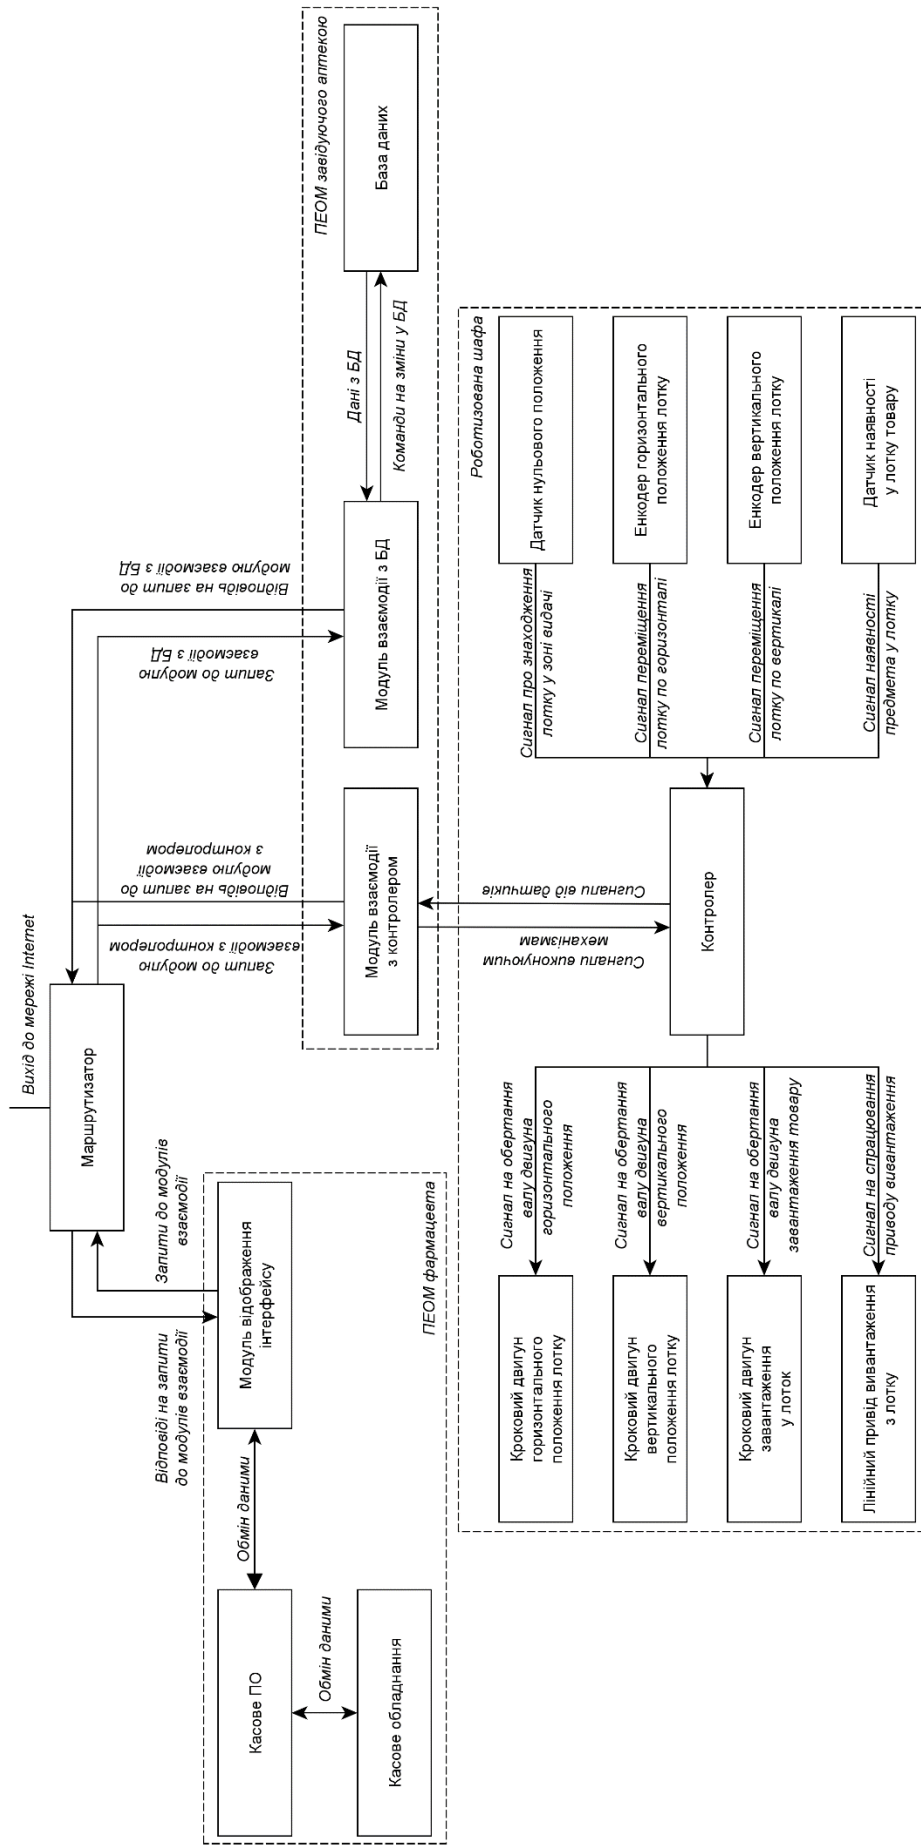 Вихід до мережі Internet
Маршрутизатор
Відповіді на запити
до модулів взаємодії
Запити до модулів
взаємодії
Запит до модулю
взаємодії з контролером
Відповідь на запит до
модулю взаємодії
з контролером
Запит до модулю
взаємодії з БД
Відповідь на запит до
модулю взаємодії з БД
Касове ПО
Обмін даними
Модуль відображення
інтерфейсу
Обмін даними
Касове обладнання
ПЕОМ фармацевта
ПЕОМ завідуючого аптекою
Модуль взаємодії
з контролером
Модуль взаємодії з БД
Дані з БД
Команди на зміни у БД
База даних
Сигнали виконуючим
механізмам
Сигнали від датчиків
Роботизована шафа
Контролер
Кроковий двигун
горизонтального
положення лотку
Сигнал на обертання
валу двигуна
горизонтального
положення
Кроковий двигун
вертикального
положення лотку
Сигнал на обертання
валу двигуна
вертикального
положення
Кроковий двигун
завантаження
у лоток
Сигнал на обертання
валу двигуна
завантаження товару
Лінійний привід вивантаження
з лотку
Сигнал на спрацювання
приводу вивантаження
Сигнал про знаходження
лотку у зоні видачі
Датчик нульового положення
Сигнал переміщення
лотку по горизонталі
Енкодер горизонтального
положення лотку
Сигнал переміщення
лотку по вертикалі
Енкодер вертикального
положення лотку
Сигнал наявності
предмета у лотку
Датчик наявності
у лотку товару